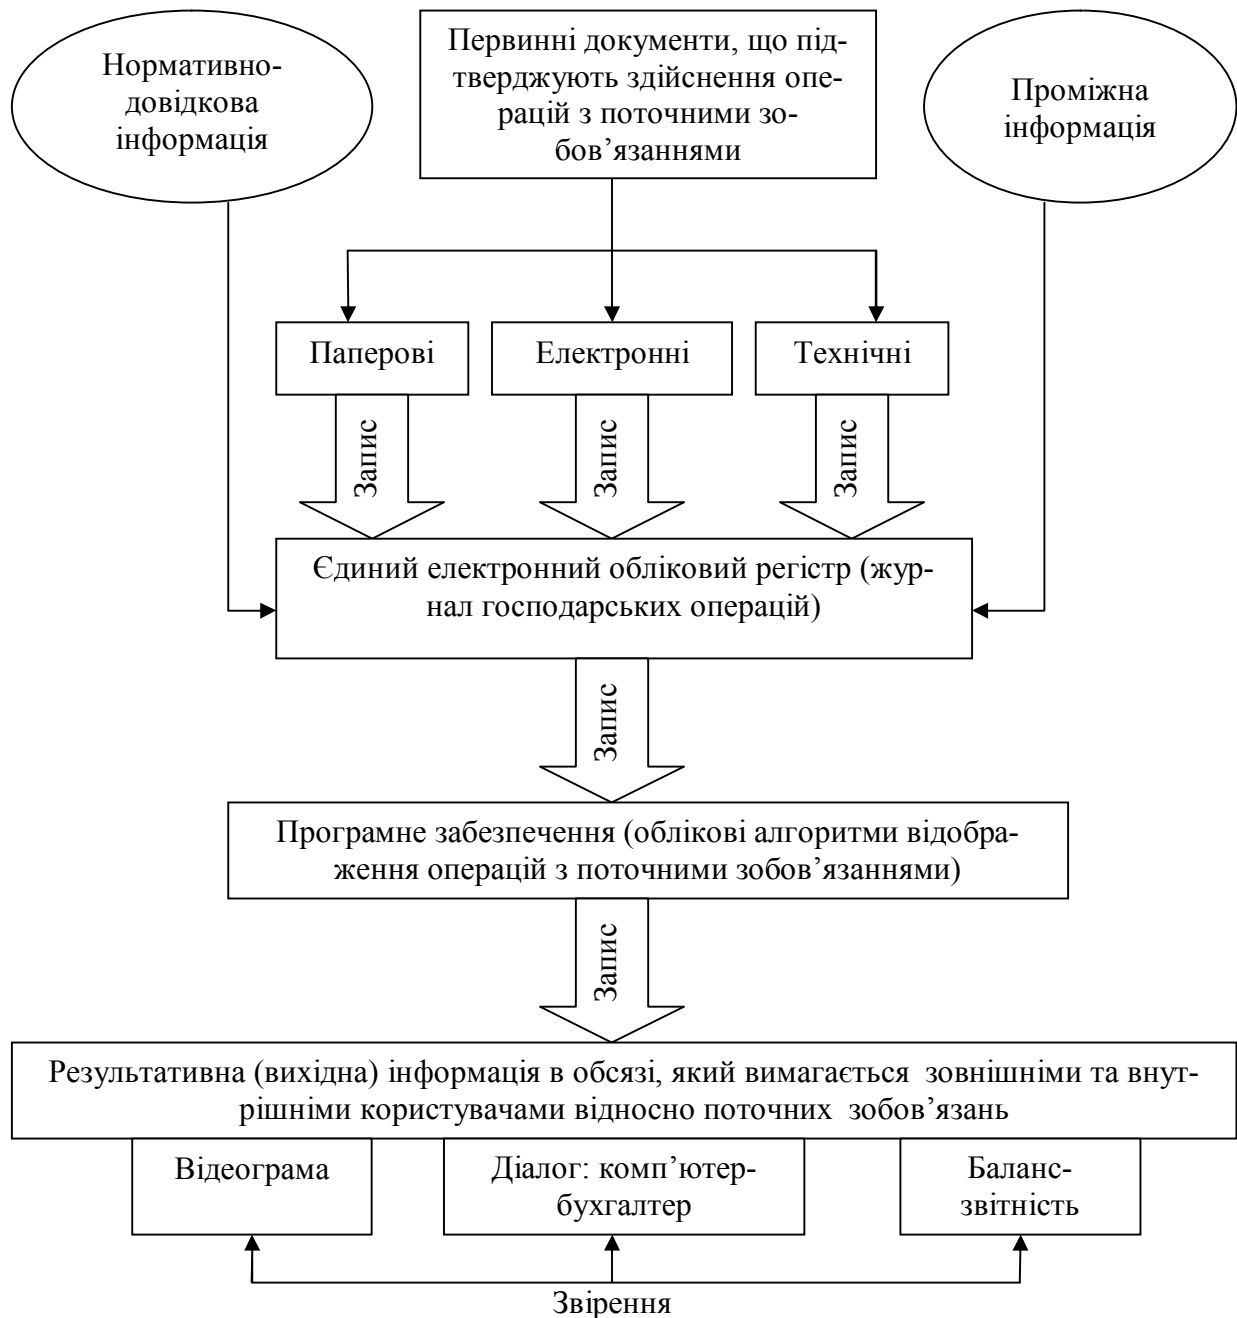 Нормативно-
довідкова
інформація
Первинні документи, що під-
тверджують здійснення опе-
рацій з поточними зо-
бов’язаннями
Проміжна
інформація
Паперові
Електронні
Технічні
Запис
Запис
Запис
Єдиний електронний обліковий регістр (жур-
нал господарських операцій)
Запис
Програмне забезпечення (облікові алгоритми відобра-
ження операцій з поточними зобов’язаннями)
Запис
Результативна (вихідна) інформація в обсязі, який вимагається зовнішніми та внут-
рішніми користувачами відносно поточних зобов’язань
Відеограма
Діалог: комп’ютер-
бухгалтер
Баланс-
звітність
Звірення